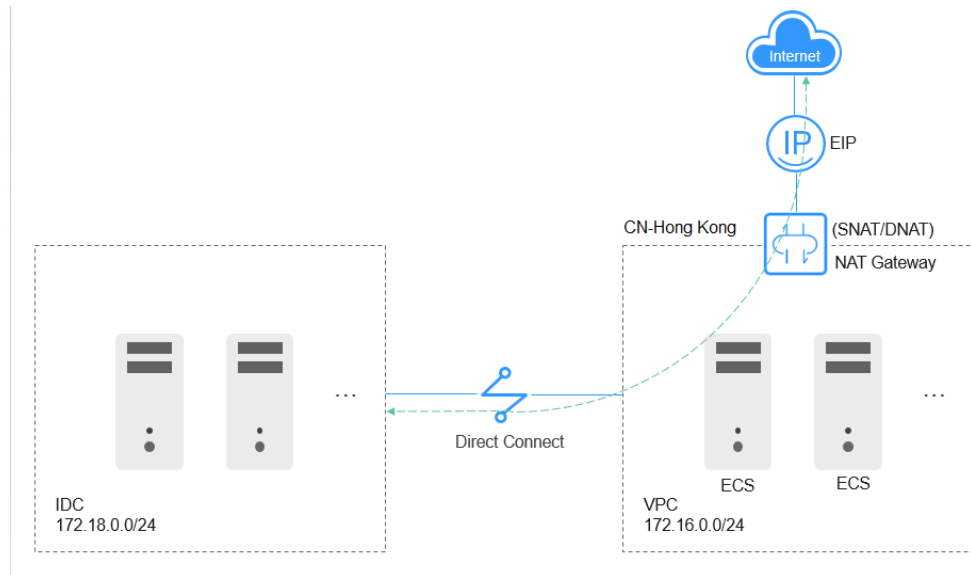 Internet
IP
EIP
CN-Hong Kong
(SNAT/DNAT)
NAT Gateway
...
...
Direct Connect
ECS
ECS
IDC
172.18.0.0/24
VPC
172.16.0.0/24